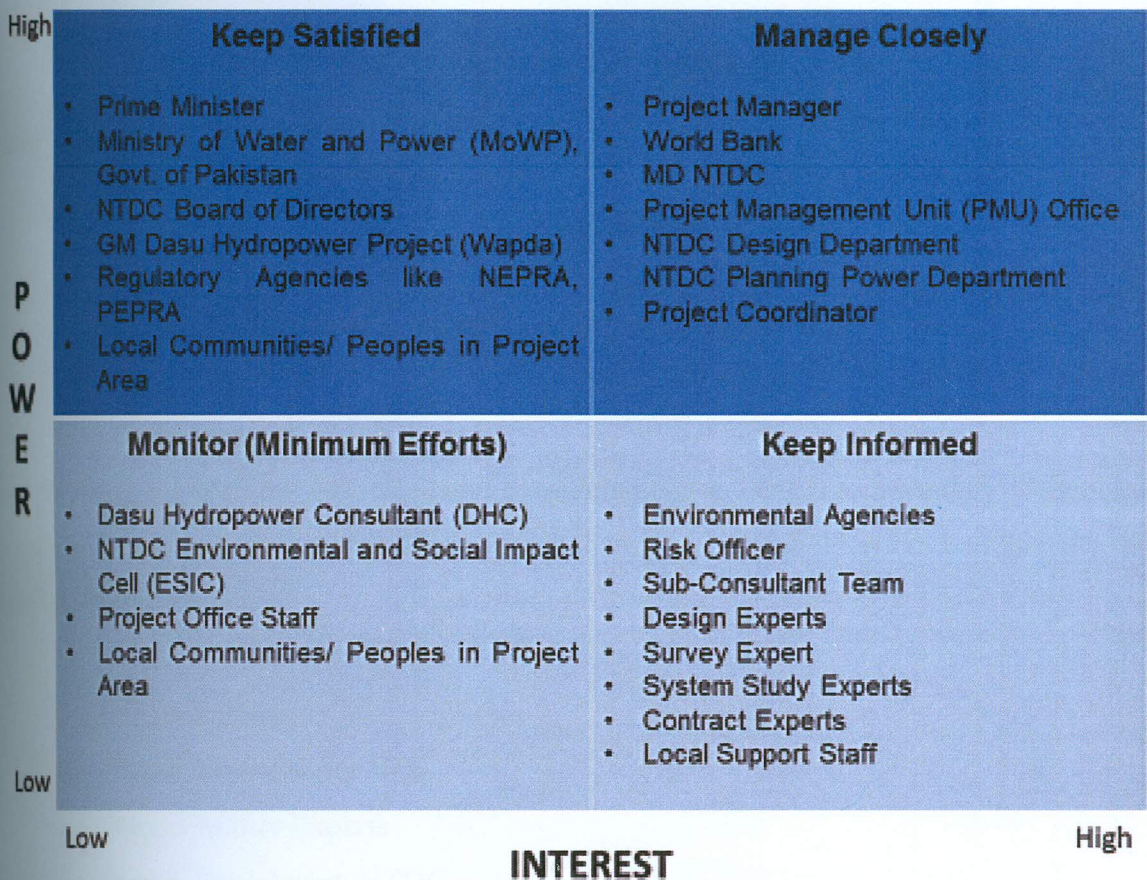 High
Keep Satisfied
• Prime Minister
• Ministry of Water and Power (MoWP),
Govt. of Pakistan
• NTDC Board of Directors
• GM Dasu Hydropower Project (Wapda)
• Regulatory Agencies like NEPRA,
PEPRA
• Local Communities/ Peoples in Project
Area
Manage Closely
• Project Manager
• World Bank
• MD NTDC
• Project Management Unit (PMU) Office
• NTDC Design Department
• NTDC Planning Power Department
• Project Coordinator
P
O
W
E
R
Monitor (Minimum Efforts)
• Dasu Hydropower Consultant (DHC)
• NTDC Environmental and Social Impact
Cell (ESIC)
• Project Office Staff
• Local Communities/ Peoples in Project
Area
Keep Informed
• Environmental Agencies
• Risk Officer
• Sub-Consultant Team
• Design Experts
• Survey Expert
• System Study Experts
• Contract Experts
• Local Support Staff
Low
Low
High
INTEREST